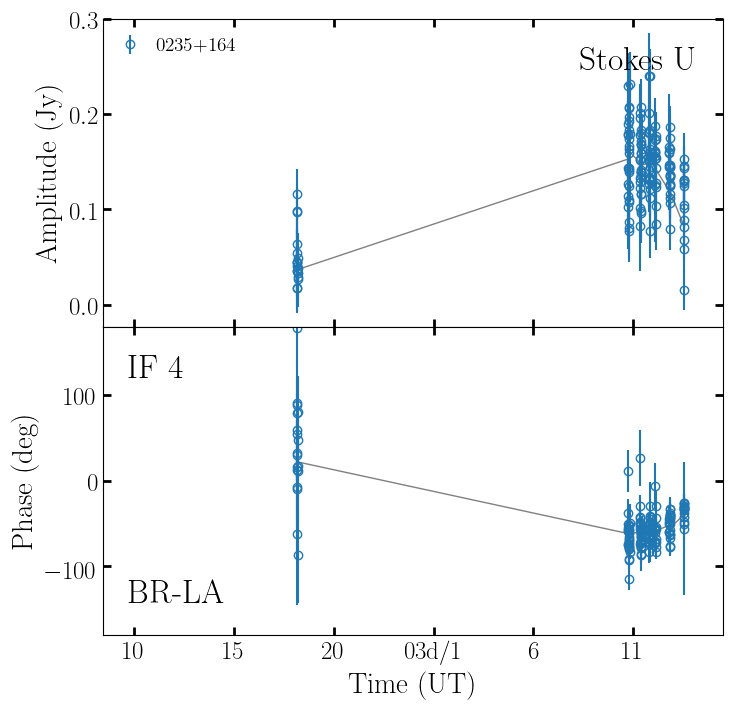 0.3
0235+164
Stokes U
0.2
Amplitude (Jy)
0.1
0.0
IF 4
100
Phase (deg)
0
−100
BR-LA
10 15 20 03d/1 6 11
Time (UT)